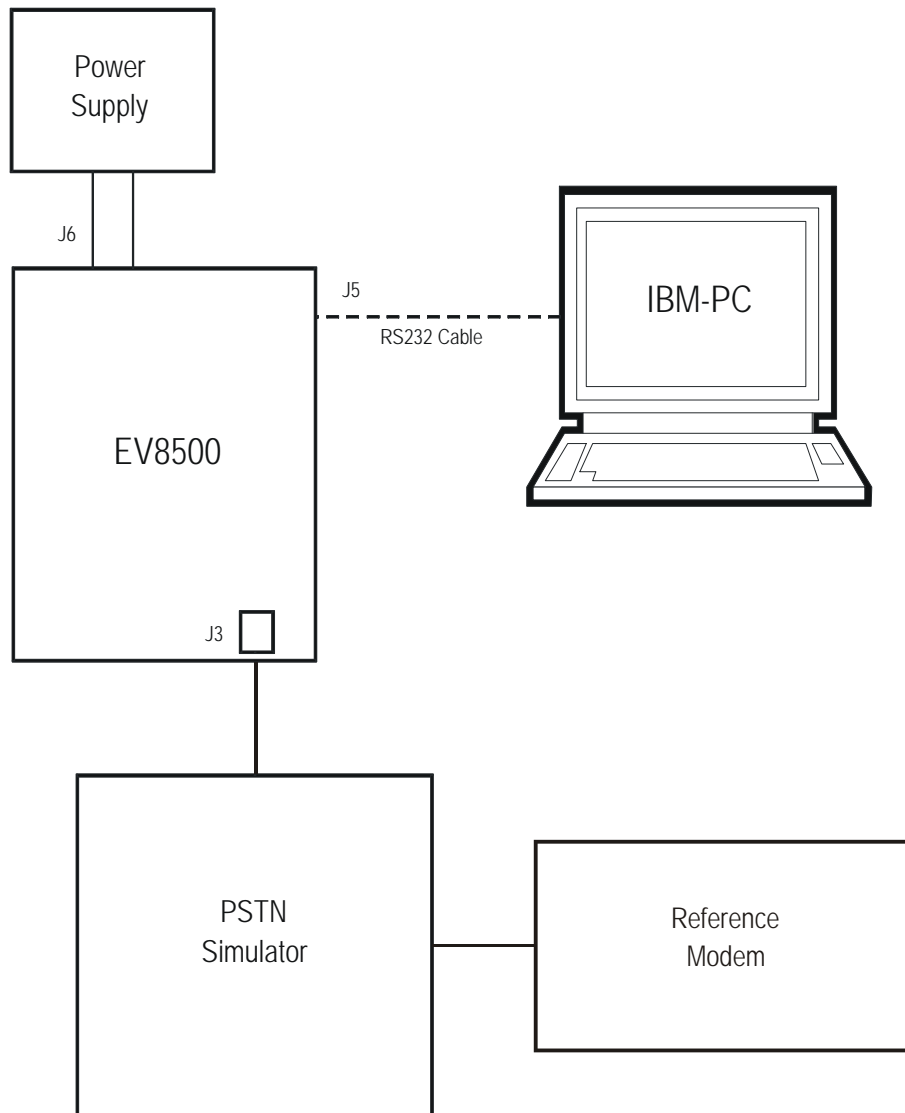 Power
Supply
J6
J5
RS232 Cable
IBM-PC
EV8500
J3
PSTN
Simulator
Reference
Modem